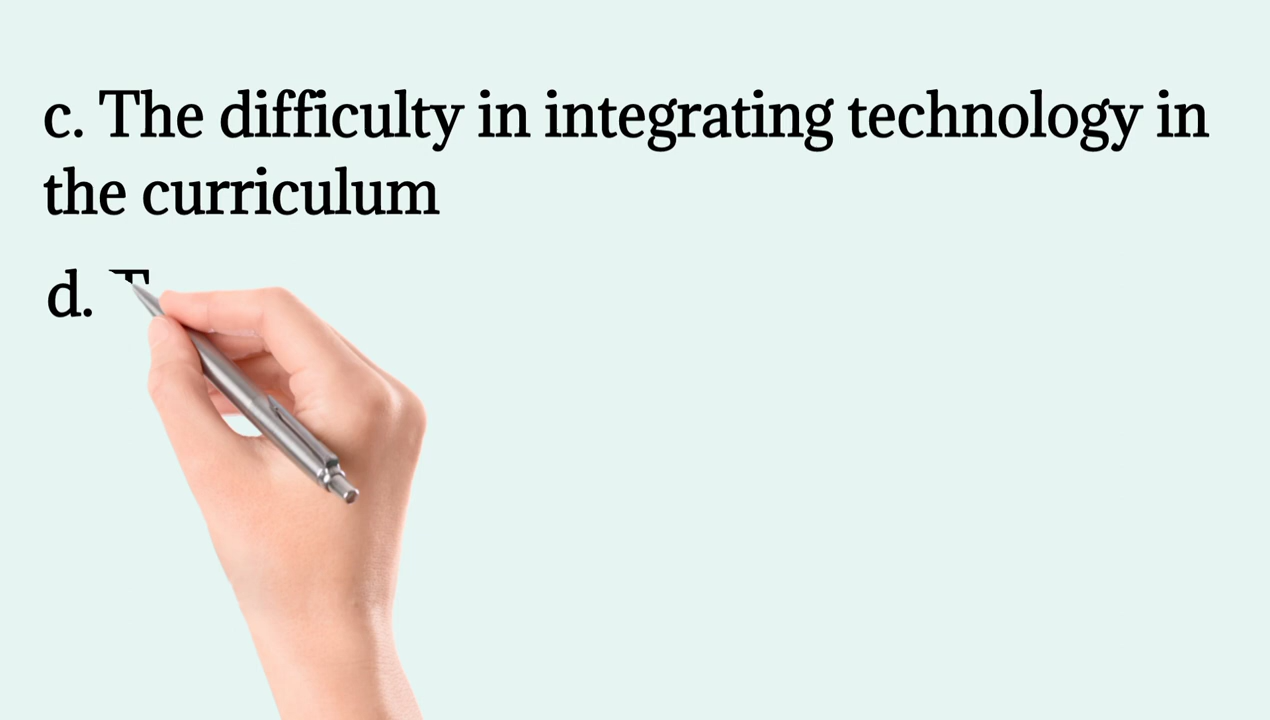 c. The difficulty in integrating technology in
the curriculum
d. T